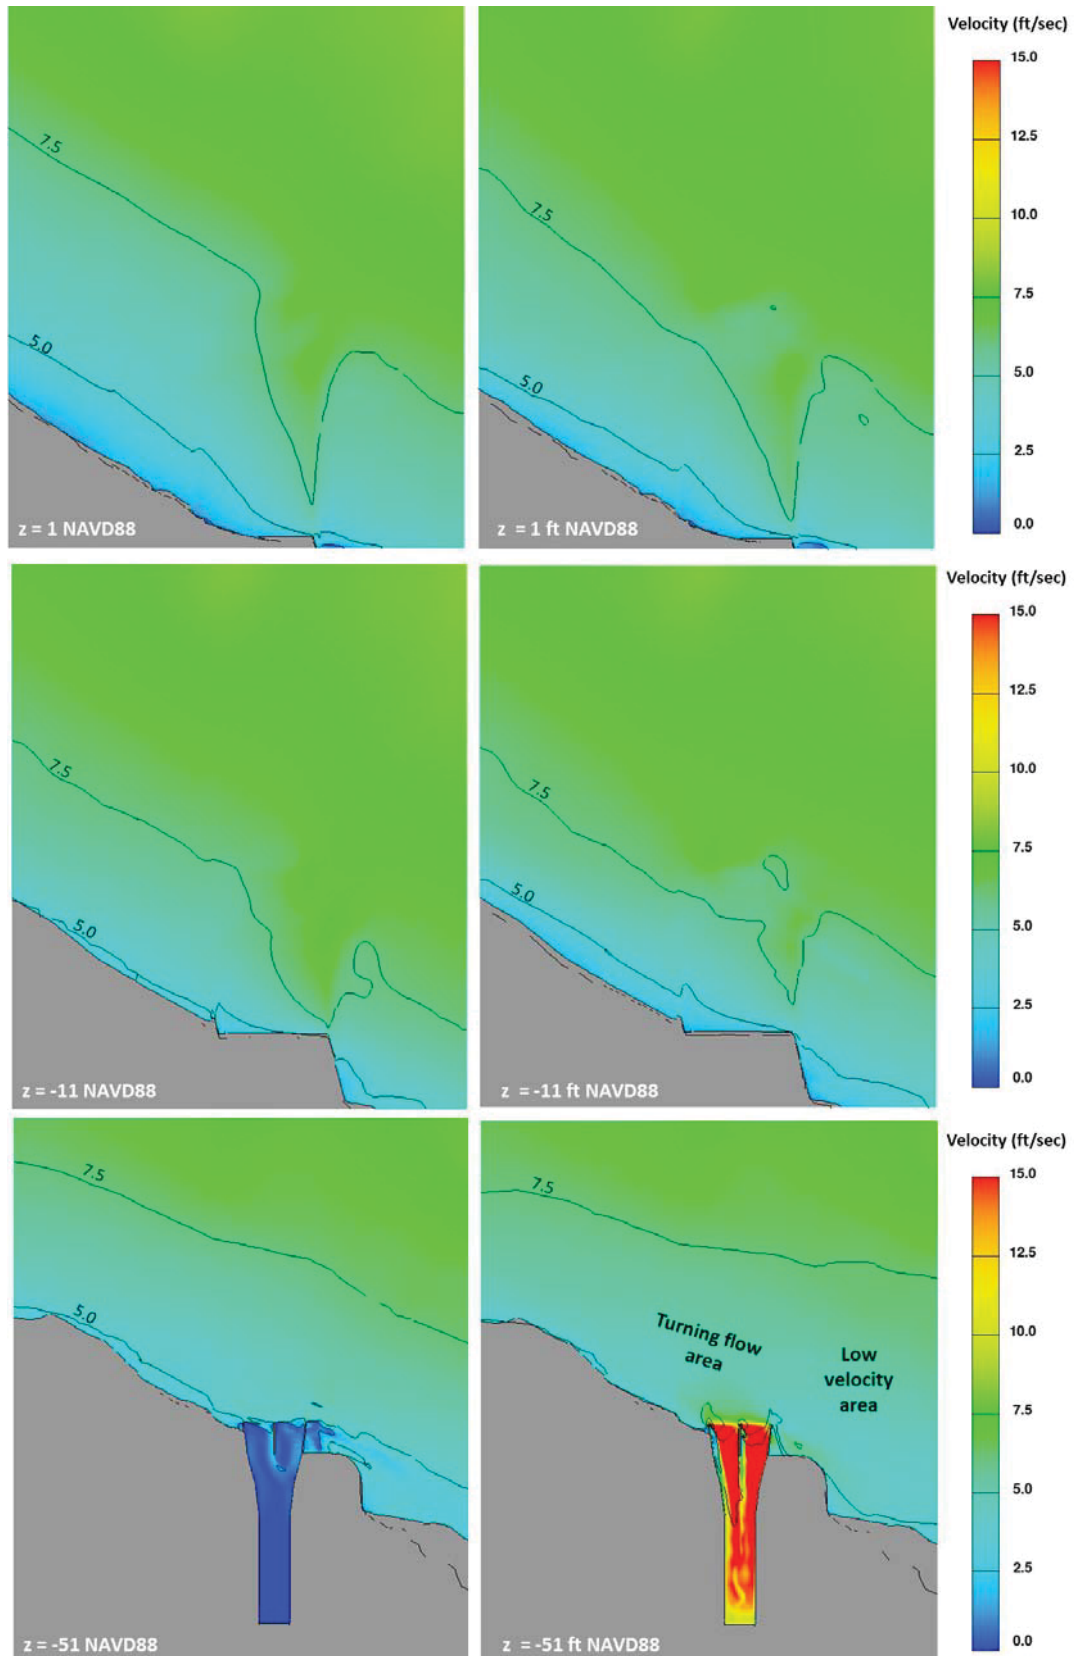 Velocity (ft/sec)
15.0
12.5
10.0
7.5
5.0
2.5
0.0
7.5
5.0
z = 1 NAVD88
7.5
5.0
z = 1 ft NAVD88
Velocity (ft/sec)
15.0
12.5
10.0
7.5
5.0
2.5
0.0
7.5
5.0
z = -11 NAVD88
7.5
5.0
z = -11 ft NAVD88
Velocity (ft/sec)
15.0
12.5
10.0
7.5
5.0
2.5
0.0
7.5
5.0
z = -51 NAVD88
7.5
Turning flow
area
Low
velocity
area
z = -51 ft NAVD88